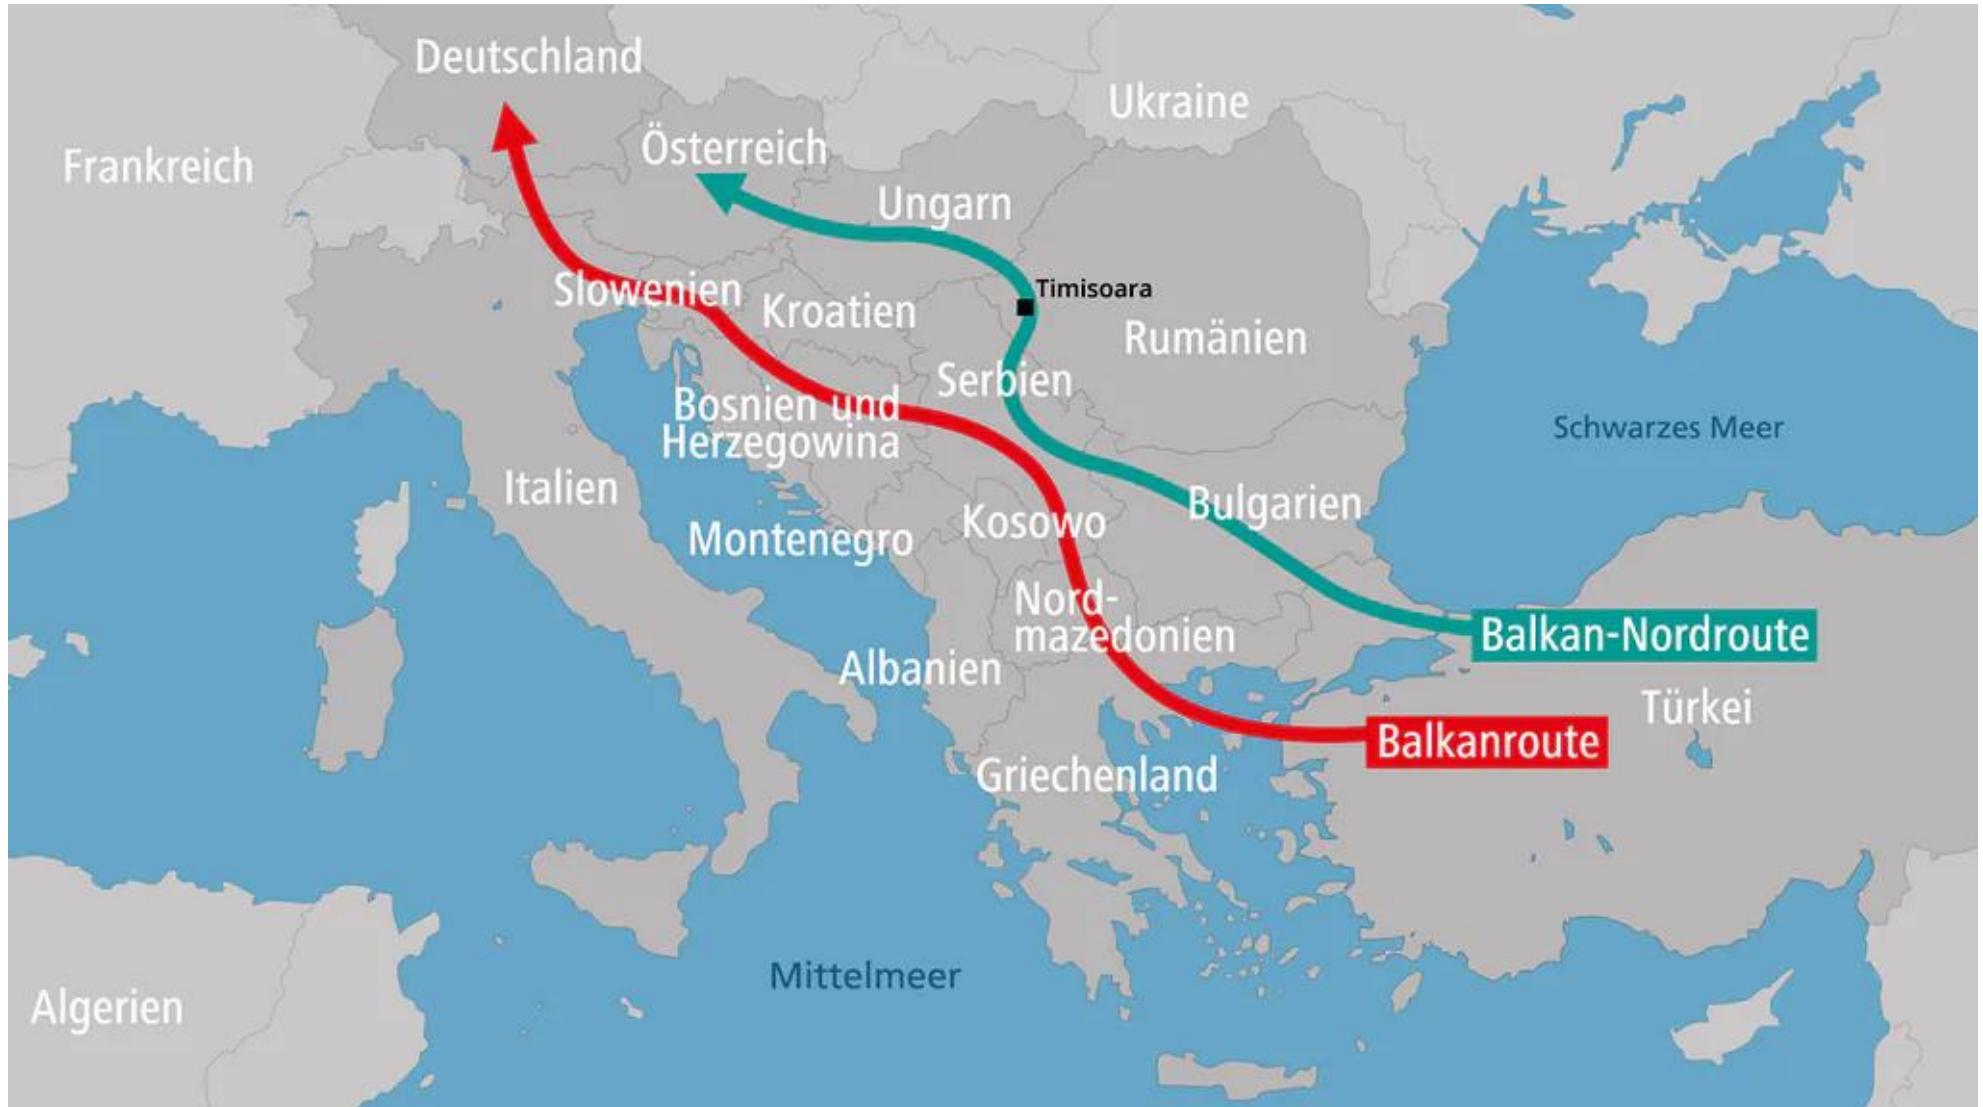 Deutschland
Ukraine
Österreich
Frankreich
Ungarn
Timisoara
Slowenien
Kroatien
Rumänien
Serbien
Bosnien und
Herzegowina
Schwarzes Meer
Italien
Bulgarien
Kosowo
Montenegro
Nord-
mazedonien
Balkan-Nordroute
Albanien
Türkei
Balkanroute
Griechenland
Mittelmeer
Algerien